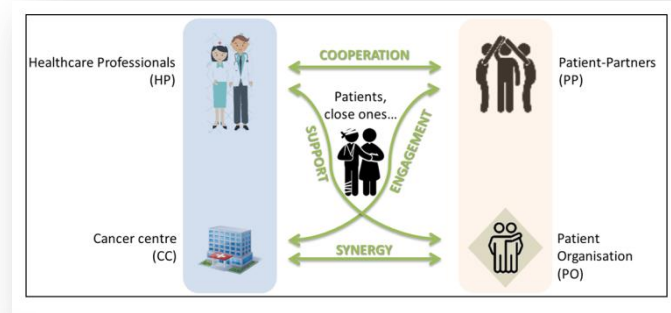 Healthcare Professionals
(HP)
COOPERATION
Patient-Partners
(PP)
Patients,
close ones...
SUPPORT
ENGAGEMENT
Cancer centre
(CC)
SYNERGY
Patient
Organisation
(PO)